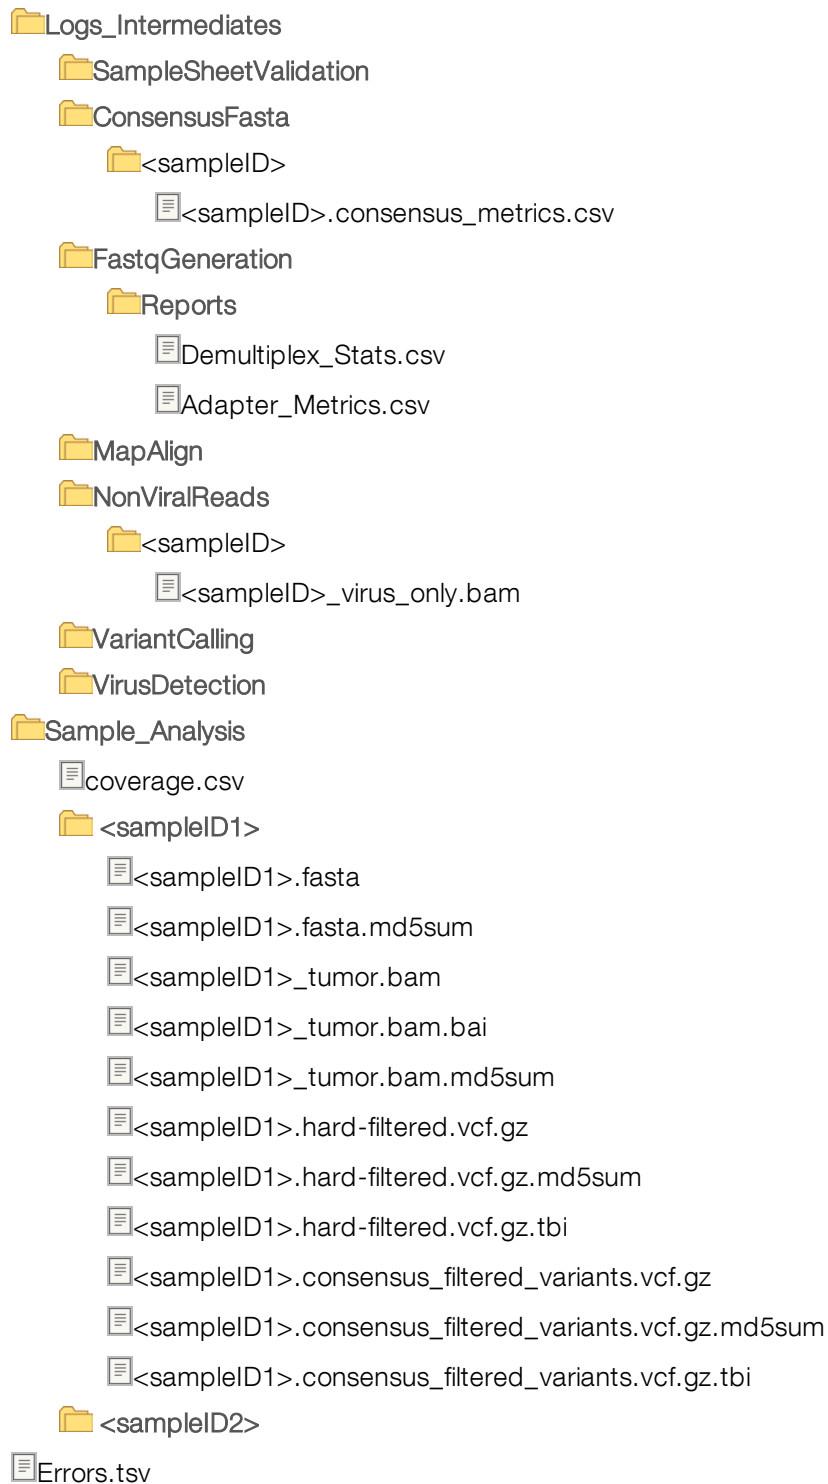 Logs_Intermediates
SampleSheetValidation
ConsensusFasta
<sampleID>
<sampleID>.consensus_metrics.csv
FastqGeneration
Reports
Demultiplex_Stats.csv
Adapter_Metrics.csv
MapAlign
NonViralReads
<sampleID>
<sampleID>_virus_only.bam
VariantCalling
VirusDetection
Sample_Analysis
coverage.csv
<sampleID1>
<sampleID1>.fasta
<sampleID1>.fasta.md5sum
<sampleID1>_tumor.bam
<sampleID1>_tumor.bam.bai
<sampleID1>_tumor.bam.md5sum
<sampleID1>.hard-filtered.vcf.gz
<sampleID1>.hard-filtered.vcf.gz.md5sum
<sampleID1>.hard-filtered.vcf.gz.tbi
<sampleID1>.consensus_filtered_variants.vcf.gz
<sampleID1>.consensus_filtered_variants.vcf.gz.md5sum
<sampleID1>.consensus_filtered_variants.vcf.gz.tbi
<sampleID2>
Errors.tsv